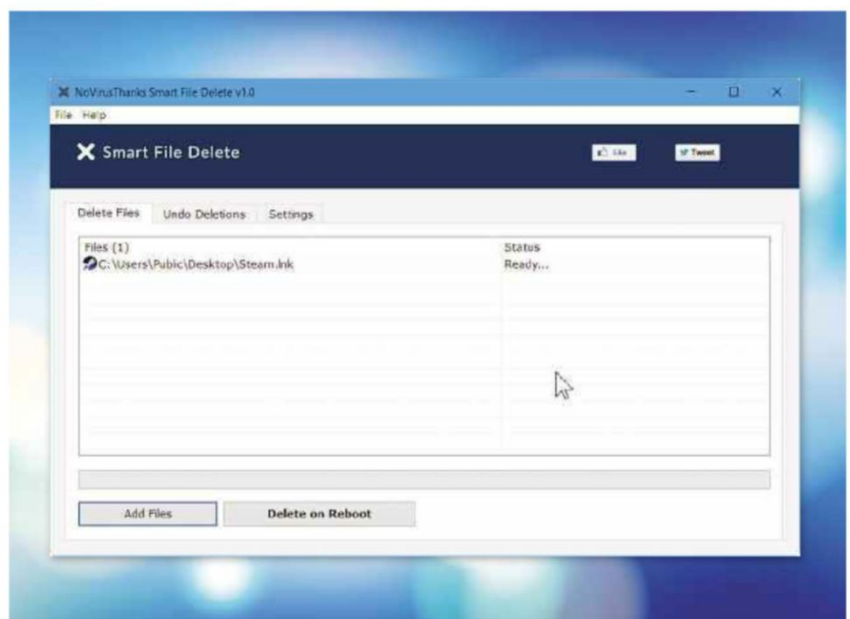 NoVirusThanks Smart File Delete v1.0
File Help
Smart File Delete
Like Tweet
Delete Files Undo Deletions Settings
Files (1) Status
C:\Users\Pubic\Desktop\Steam.lnk Ready...
Add Files Delete on Reboot